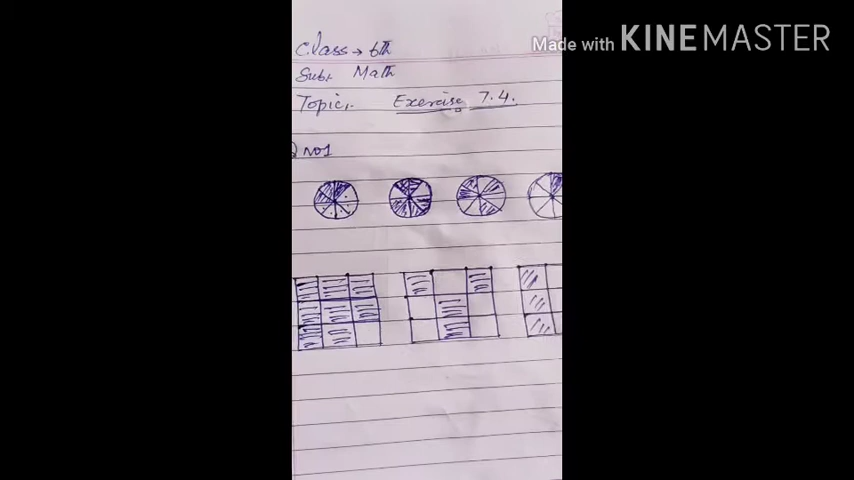 Made with KINEMASTER
Class → 6th
Sub:- Math
Topic:- Exercise 7.4.
Q NO1